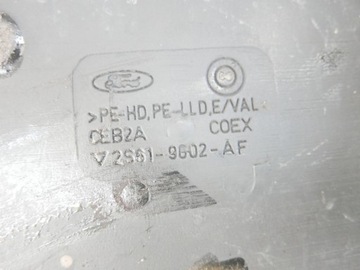 >PE-HD,PE-LLD,E/VAL
CEB2A COEX
2S61-9602-AF